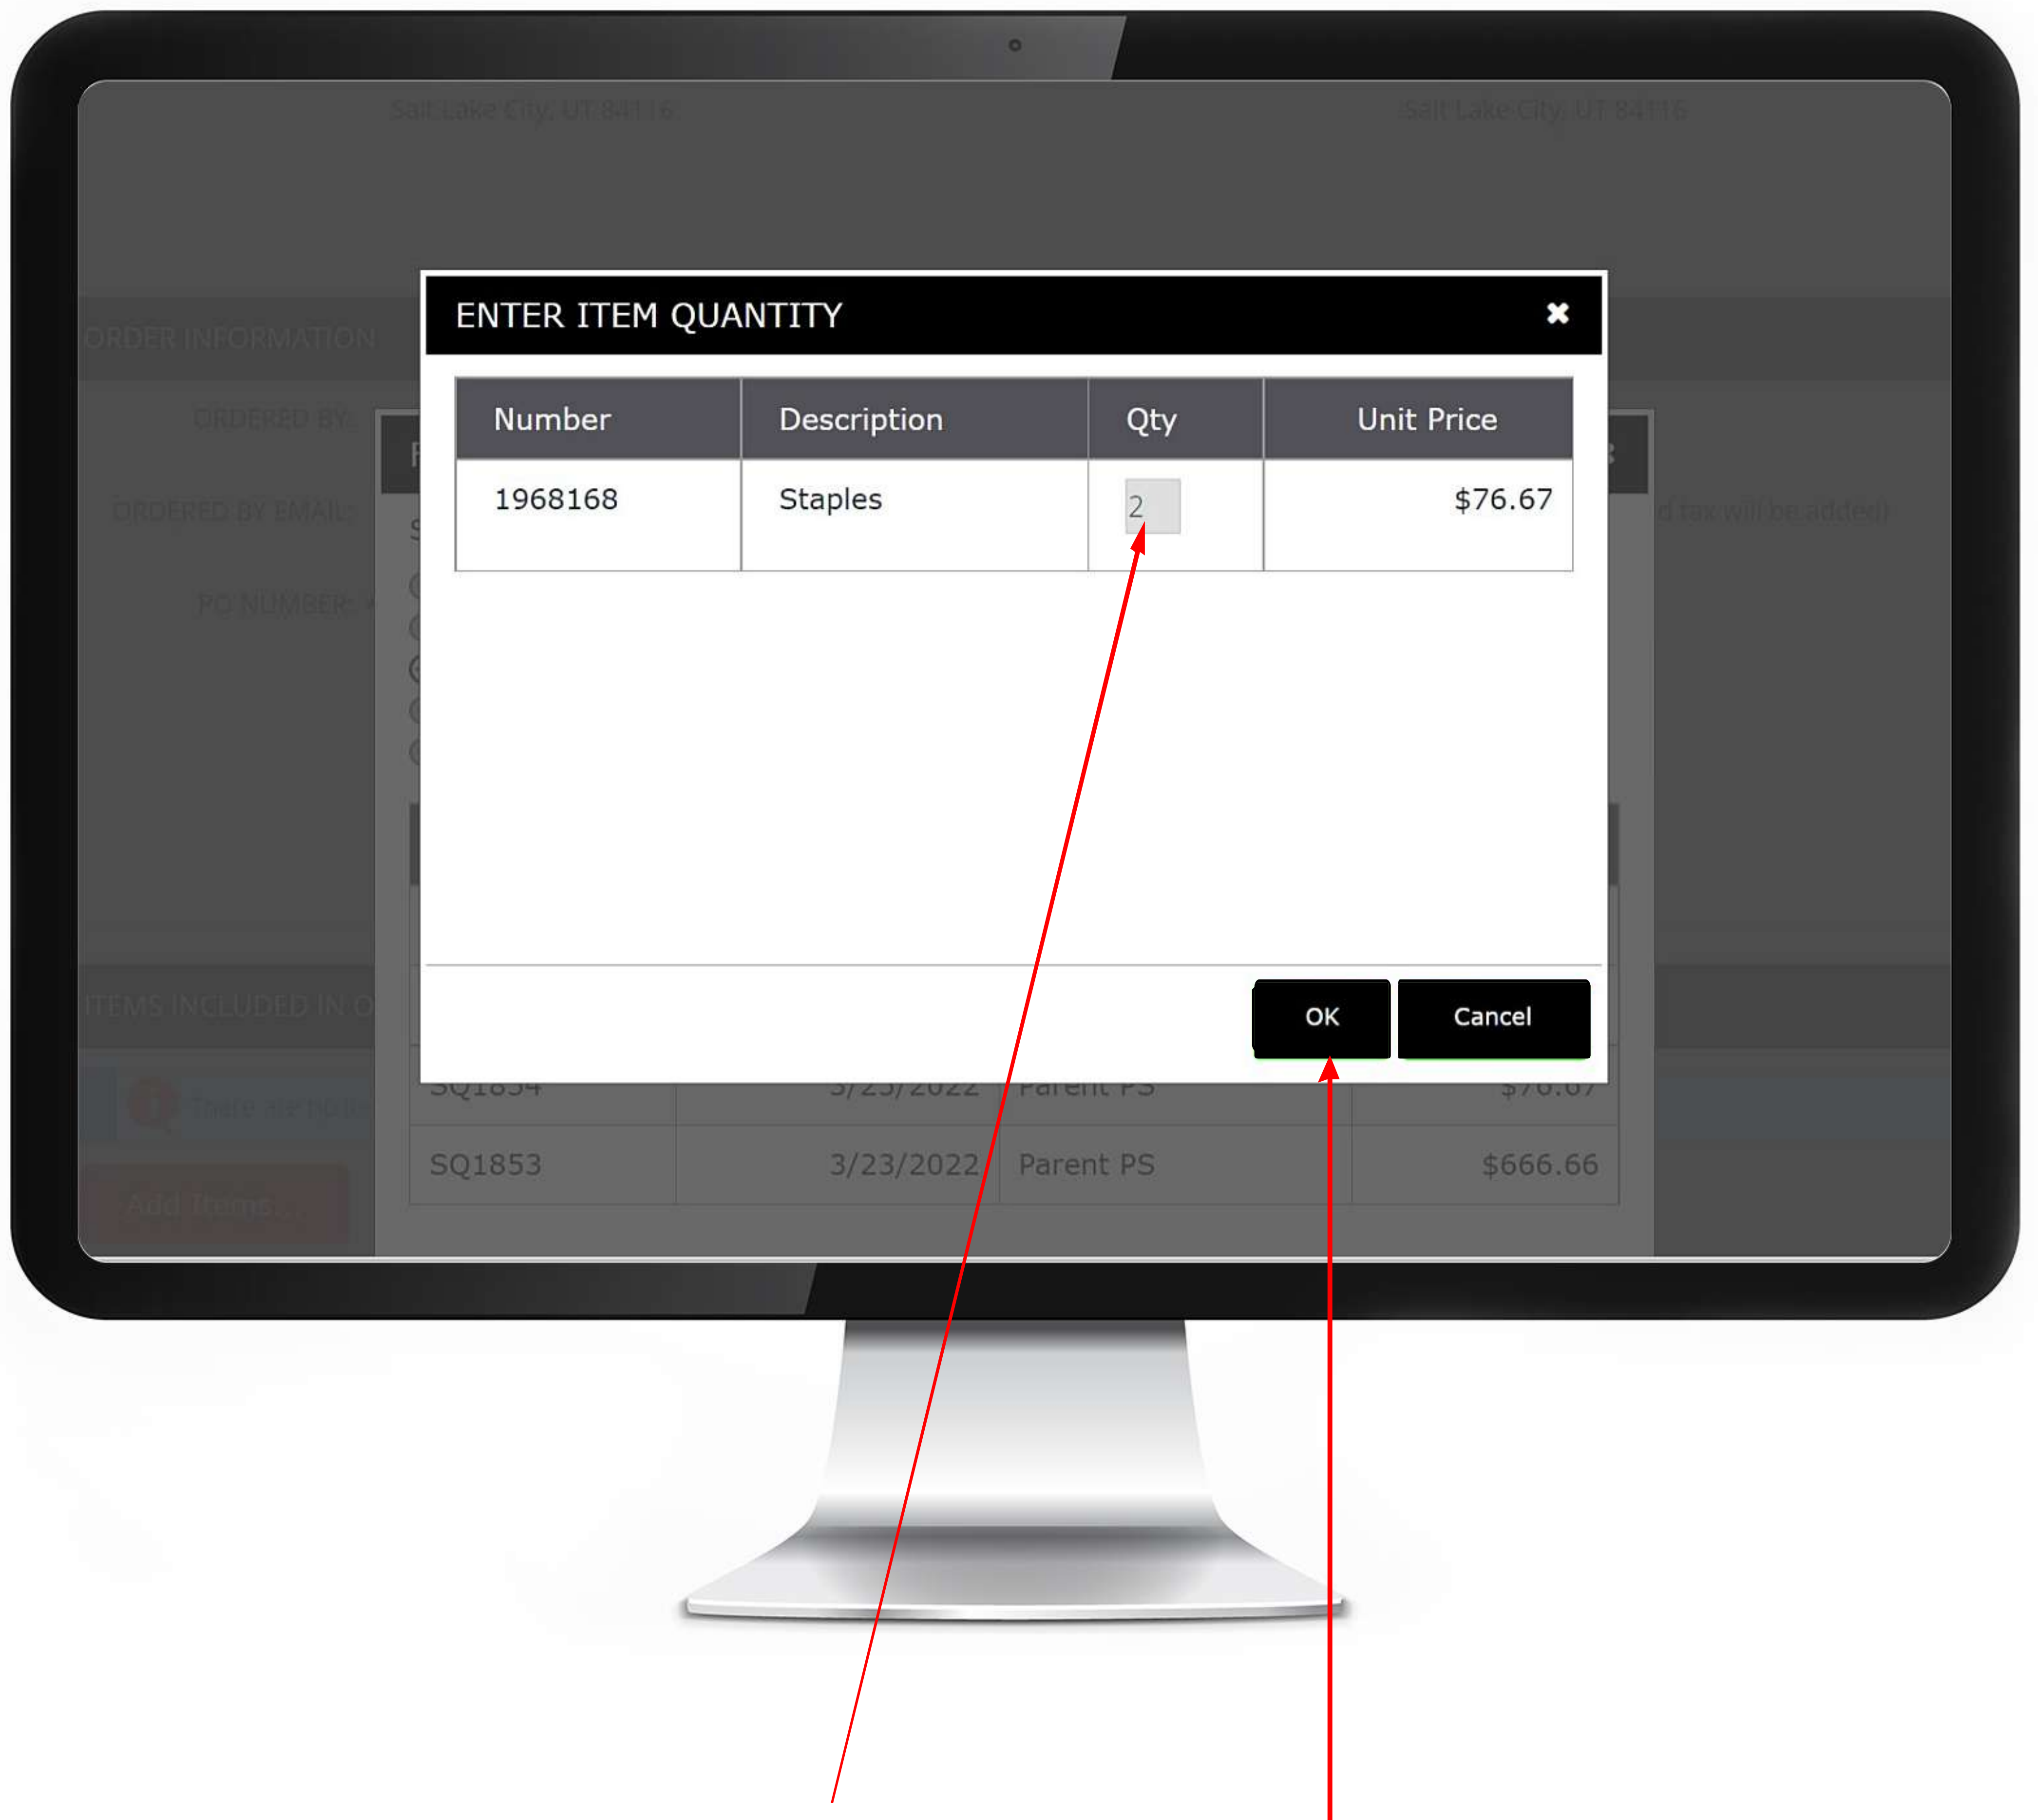 Salt Lake City, UT 84116
Salt Lake City, UT 84116
ENTER ITEM QUANTITY
ORDER INFORMATION
Number Description Qty Unit Price
ORDERED BY:
1968168 Staples 2 $76.67
ORDERED BY EMAIL:
d tax will be added)
PO NUMBER:
ITEMS INCLUDED IN O
OK Cancel
SQ1854 3/23/2022 Parent PS $76.67
There are no
SQ1853 3/23/2022 Parent PS $666.66
Add Items...